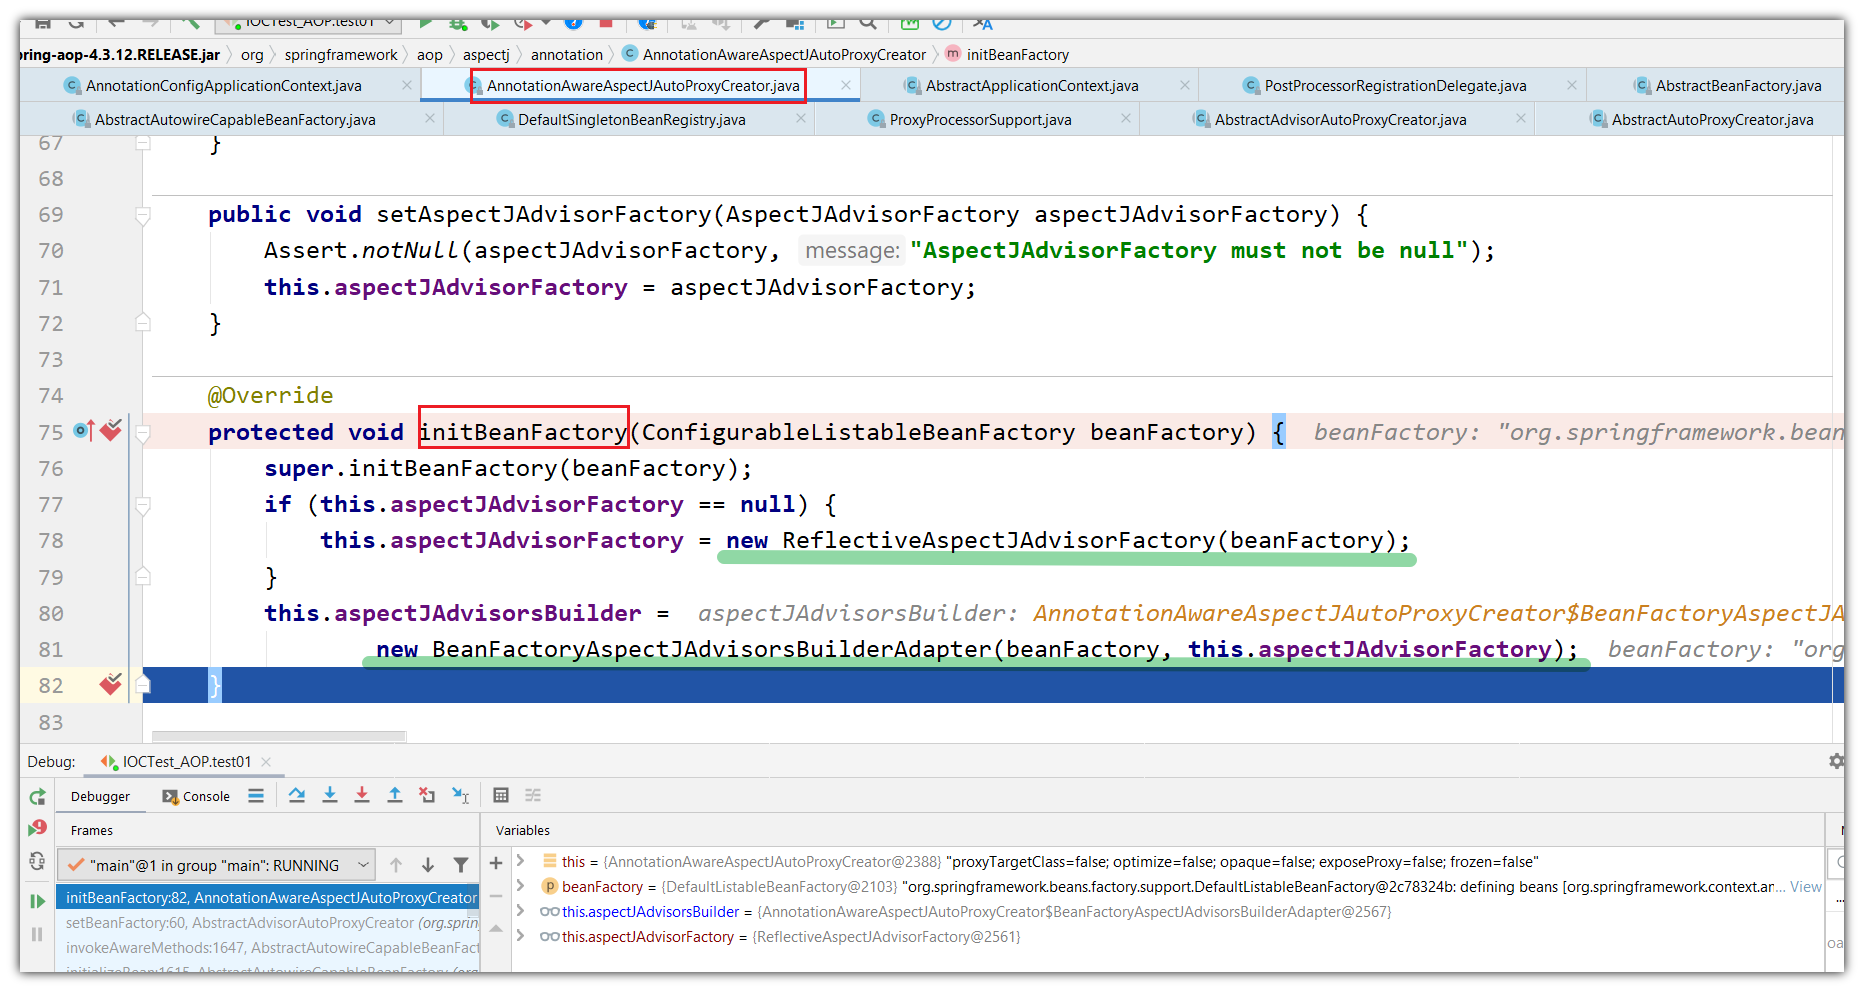 IOCTest_AOP.test01
ring-aop-4.3.12.RELEASE.jar org springframework aop aspectj annotation AnnotationAwareAspectJAutoProxyCreator initBeanFactory
AnnotationConfigApplicationContext.java AnnotationAwareAspectJAutoProxyCreator.java AbstractApplicationContext.java PostProcessorRegistrationDelegate.java AbstractBeanFactory.java
AbstractAutowireCapableBeanFactory.java DefaultSingletonBeanRegistry.java ProxyProcessorSupport.java AbstractAdvisorAutoProxyCreator.java AbstractAutoProxyCreator.java
67 }
68
69 public void setAspectJAdvisorFactory(AspectJAdvisorFactory aspectJAdvisorFactory) {
70 Assert.notNull(aspectJAdvisorFactory, message: "AspectJAdvisorFactory must not be null");
71 this.aspectJAdvisorFactory = aspectJAdvisorFactory;
72 }
73
74 @Override
75 protected void initBeanFactory(ConfigurableListableBeanFactory beanFactory) { beanFactory: "org.springframework.bean
76 super.initBeanFactory(beanFactory);
77 if (this.aspectJAdvisorFactory == null) {
78 this.aspectJAdvisorFactory = new ReflectiveAspectJAdvisorFactory(beanFactory);
79 }
80 this.aspectJAdvisorsBuilder = aspectJAdvisorsBuilder: AnnotationAwareAspectJAutoProxyCreator$BeanFactoryAspectJA
81 new BeanFactoryAspectJAdvisorsBuilderAdapter(beanFactory, this.aspectJAdvisorFactory); beanFactory: "org
82 }
83
Debug: IOCTest_AOP.test01
Debugger Console
Frames Variables
"main"@1 in group "main": RUNNING
this = {AnnotationAwareAspectJAutoProxyCreator@2388} "proxyTargetClass=false; optimize=false; opaque=false; exposeProxy=false; frozen=false"
initBeanFactory:82, AnnotationAwareAspectJAutoProxyCreator
beanFactory = {DefaultListableBeanFactory@2103} "org.springframework.beans.factory.support.DefaultListableBeanFactory@2c78324b: defining beans [org.springframework.context.an... View
setBeanFactory:60, AbstractAdvisorAutoProxyCreator (org.sprin
this.aspectJAdvisorsBuilder = {AnnotationAwareAspectJAutoProxyCreator$BeanFactoryAspectJAdvisorsBuilderAdapter@2567}
invokeAwareMethods:1647, AbstractAutowireCapableBeanFact
this.aspectJAdvisorFactory = {ReflectiveAspectJAdvisorFactory@2561}
initializeBean:1615, AbstractAutowireCapableBeanFactory (org